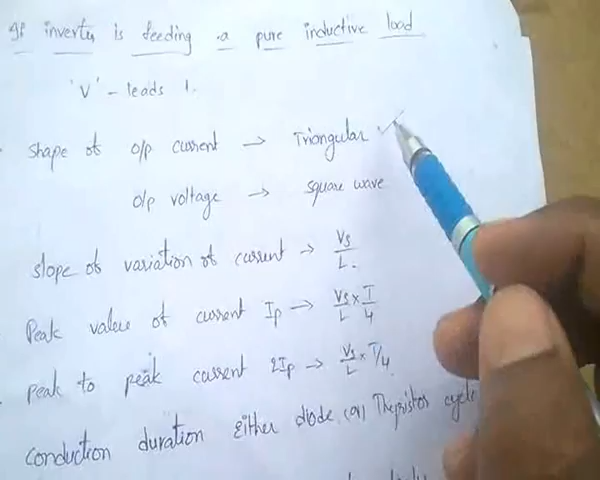 If inverter is feeding a pure inductive load
'V' - leads I.
shape of o/p current → Triangular ✓
o/p voltage → square wave
slope of variation of current → Vs/L.
Peak value of current Ip → Vs/L × T/4
peak to peak current 2Ip → Vs/L × T/4.
conduction duration either diode (or) Thyristor cycle